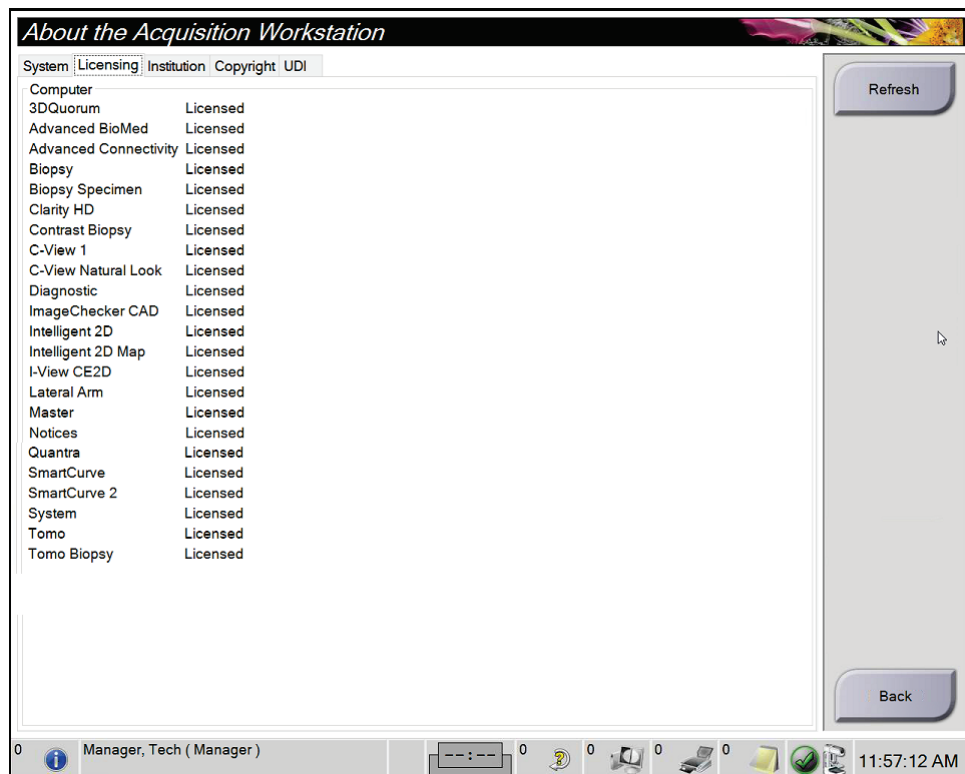 About the Acquisition Workstation
System Licensing Institution Copyright UDI
Computer
3DQuorum Licensed
Advanced BioMed Licensed
Advanced Connectivity Licensed
Biopsy Licensed
Biopsy Specimen Licensed
Clarity HD Licensed
Contrast Biopsy Licensed
C-View 1 Licensed
C-View Natural Look Licensed
Diagnostic Licensed
ImageChecker CAD Licensed
Intelligent 2D Licensed
Intelligent 2D Map Licensed
I-View CE2D Licensed
Lateral Arm Licensed
Master Licensed
Notices Licensed
Quantra Licensed
SmartCurve Licensed
SmartCurve 2 Licensed
System Licensed
Tomo Licensed
Tomo Biopsy Licensed
Refresh
Back
0 Manager, Tech ( Manager ) --:-- 0 0 0 0 11:57:12 AM